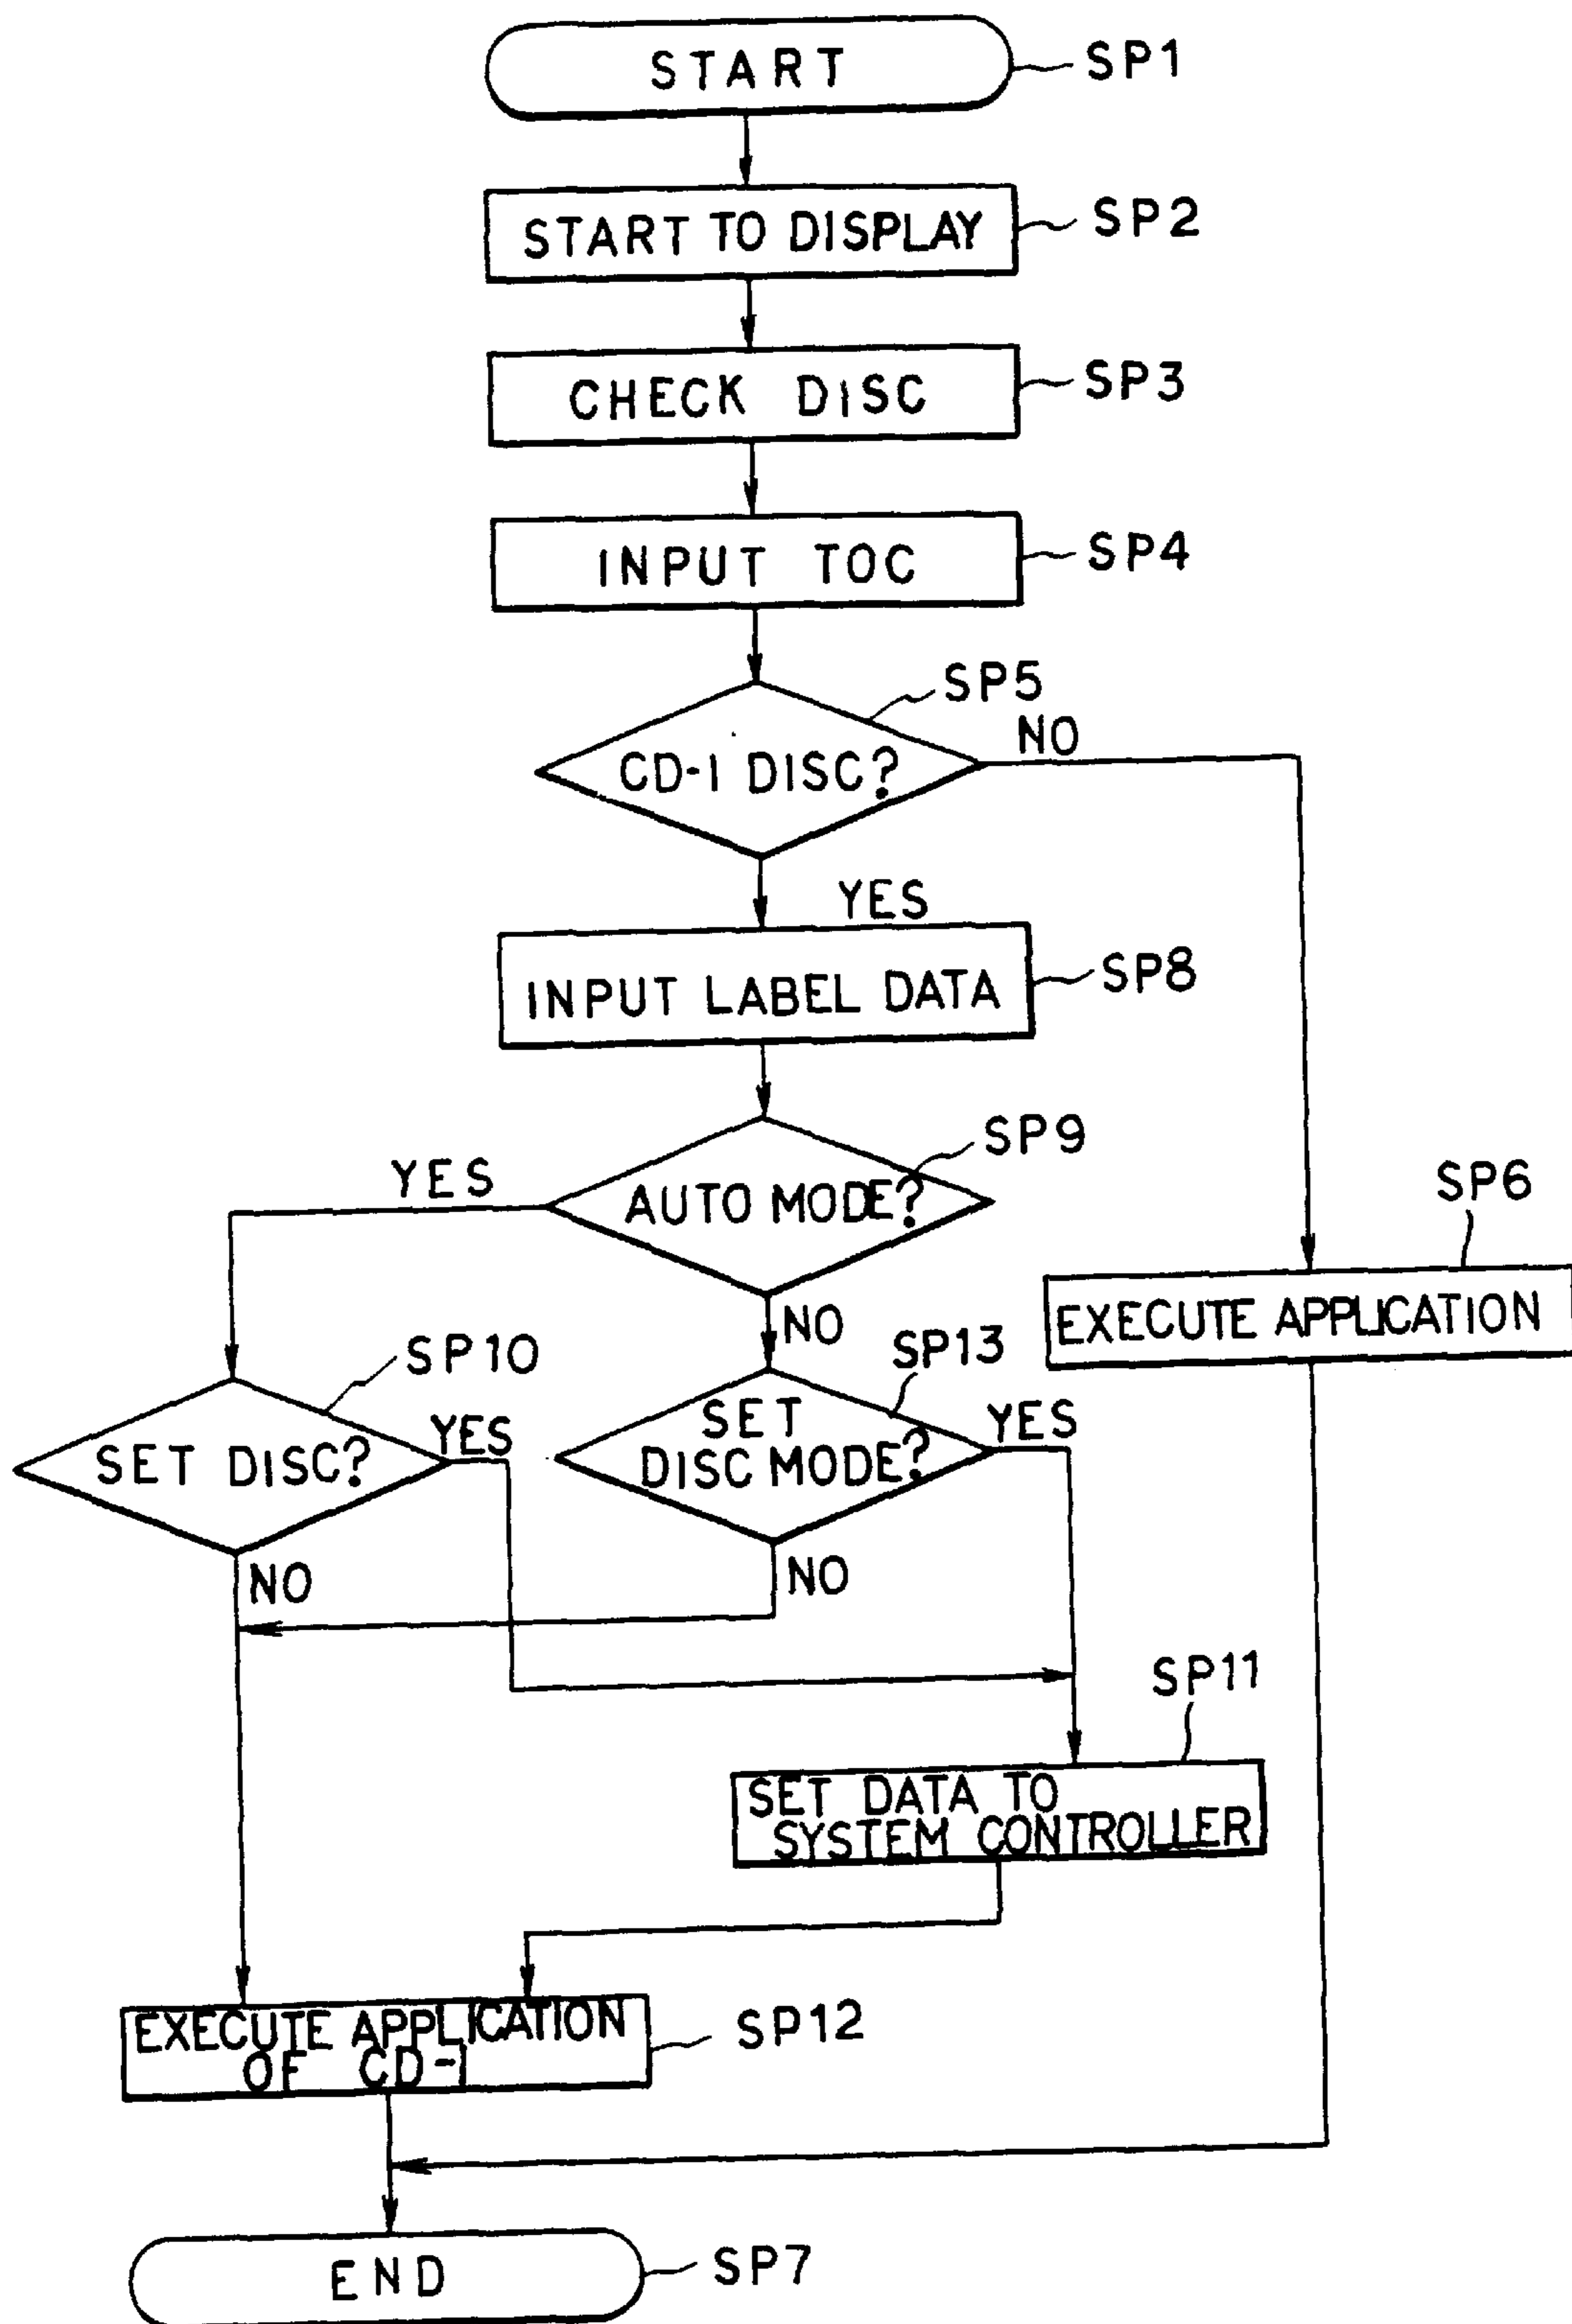 START
SP1
START TO DISPLAY
SP2
CHECK DISC
SP3
INPUT TOC
SP4
SP5
CD-I DISC?
NO
YES
INPUT LABEL DATA
SP8
SP9
YES
AUTO MODE?
SP6
NO
EXECUTE APPLICATION
SP10
SP13
SET DISC?
YES
SET
DISC MODE?
YES
NO
NO
SP11
SET DATA TO
SYSTEM CONTROLLER
EXECUTE APPLICATION
OF CD-I
SP12
END
SP7